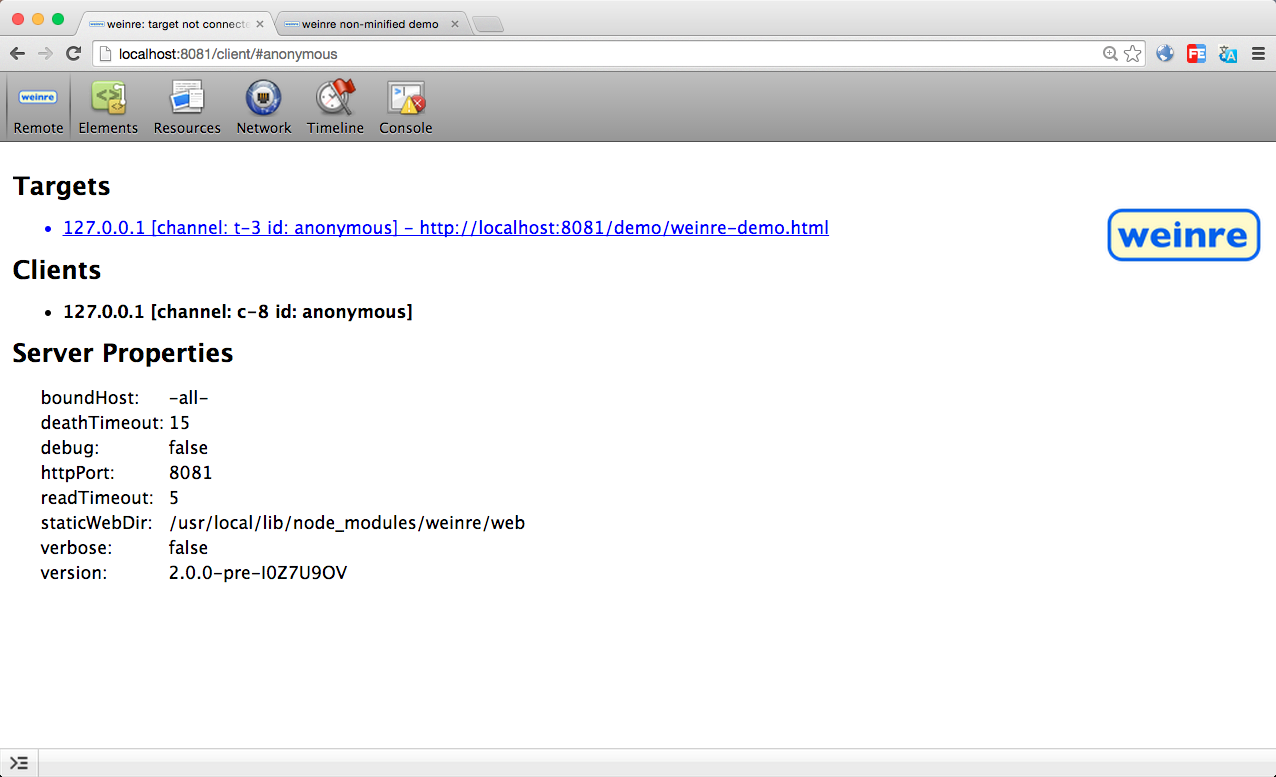 weinre: target not connecte
weinre non-minified demo
localhost:8081/client/#anonymous
FE
weinre
Remote Elements Resources Network Timeline Console
Targets
• 127.0.0.1 [channel: t-3 id: anonymous] - http://localhost:8081/demo/weinre-demo.html
weinre
Clients
• 127.0.0.1 [channel: c-8 id: anonymous]
Server Properties
boundHost: -all-
deathTimeout: 15
debug: false
httpPort: 8081
readTimeout: 5
staticWebDir: /usr/local/lib/node_modules/weinre/web
verbose: false
version: 2.0.0-pre-I0Z7U9OV